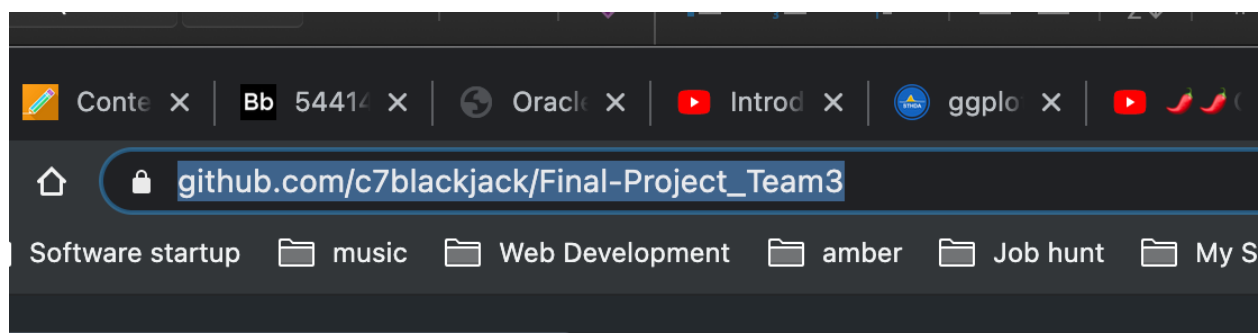 Conte Bb 54414 Oracle Introd ggplo
github.com/c7blackjack/Final-Project_Team3
Software startup music Web Development amber Job hunt My S